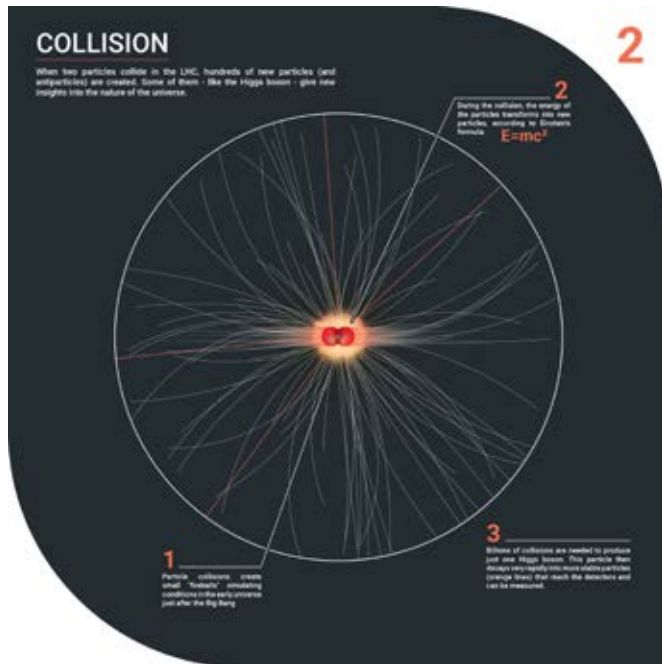 COLLISION
2
When two particles collide in the LHC, hundreds of new particles (and
antiparticles) are created. Some of them - like the Higgs boson - give new
insights into the nature of the universe.
2
During the collision, the energy of
the particles transforms into new
particles, according to Einstein's
formula E=mc²
1
Particle collisions create
small "fireballs" simulating
conditions in the early universe
just after the Big Bang
3
Billions of collisions are needed to produce
just one Higgs boson. This particle then
decays very rapidly into more stable particles
(orange lines) that reach the detectors and
can be measured.